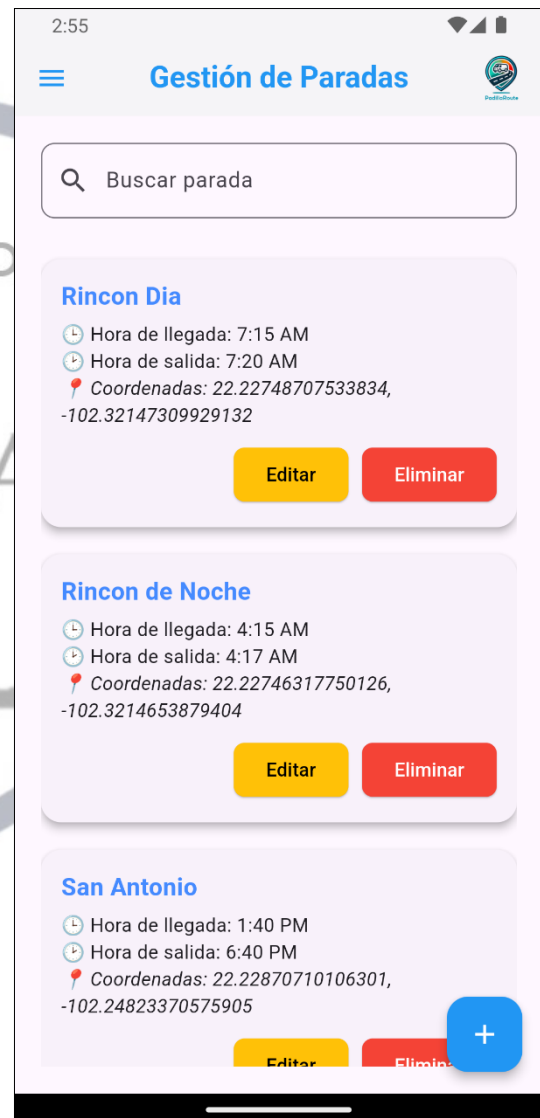 2:55
Gestión de Paradas
PadillaRoute
Buscar parada
Rincon Dia
Hora de llegada: 7:15 AM
Hora de salida: 7:20 AM
Coordenadas: 22.22748707533834,
-102.32147309929132
Editar Eliminar
Rincon de Noche
Hora de llegada: 4:15 AM
Hora de salida: 4:17 AM
Coordenadas: 22.22746317750126,
-102.3214653879404
Editar Eliminar
San Antonio
Hora de llegada: 1:40 PM
Hora de salida: 6:40 PM
Coordenadas: 22.22870710106301,
-102.24823370575905
+
Editar